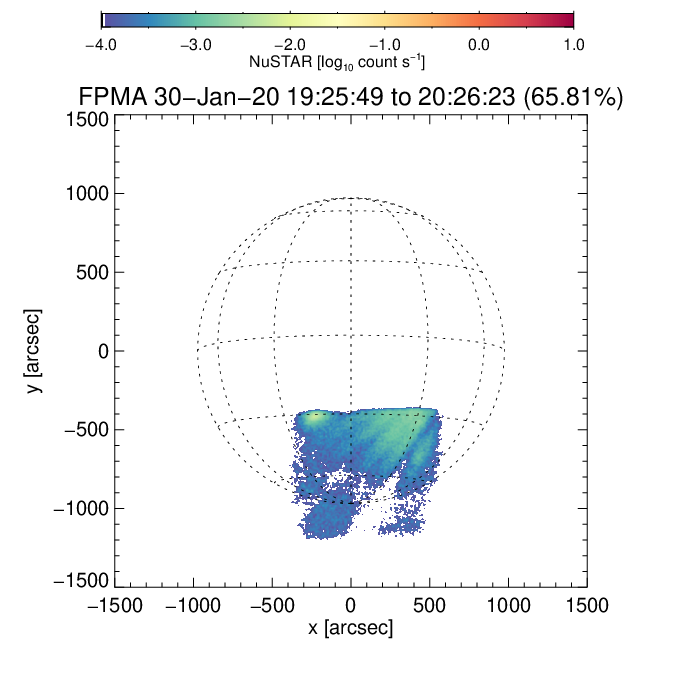 −4.0 −3.0 −2.0 −1.0 0.0 1.0
NuSTAR [log₁₀ count s⁻¹]
FPMA 30−Jan−20 19:25:49 to 20:26:23 (65.81%)
1500
1000
500
0
−500
−1000
−1500
y [arcsec]
−1500 −1000 −500 0 500 1000 1500
x [arcsec]